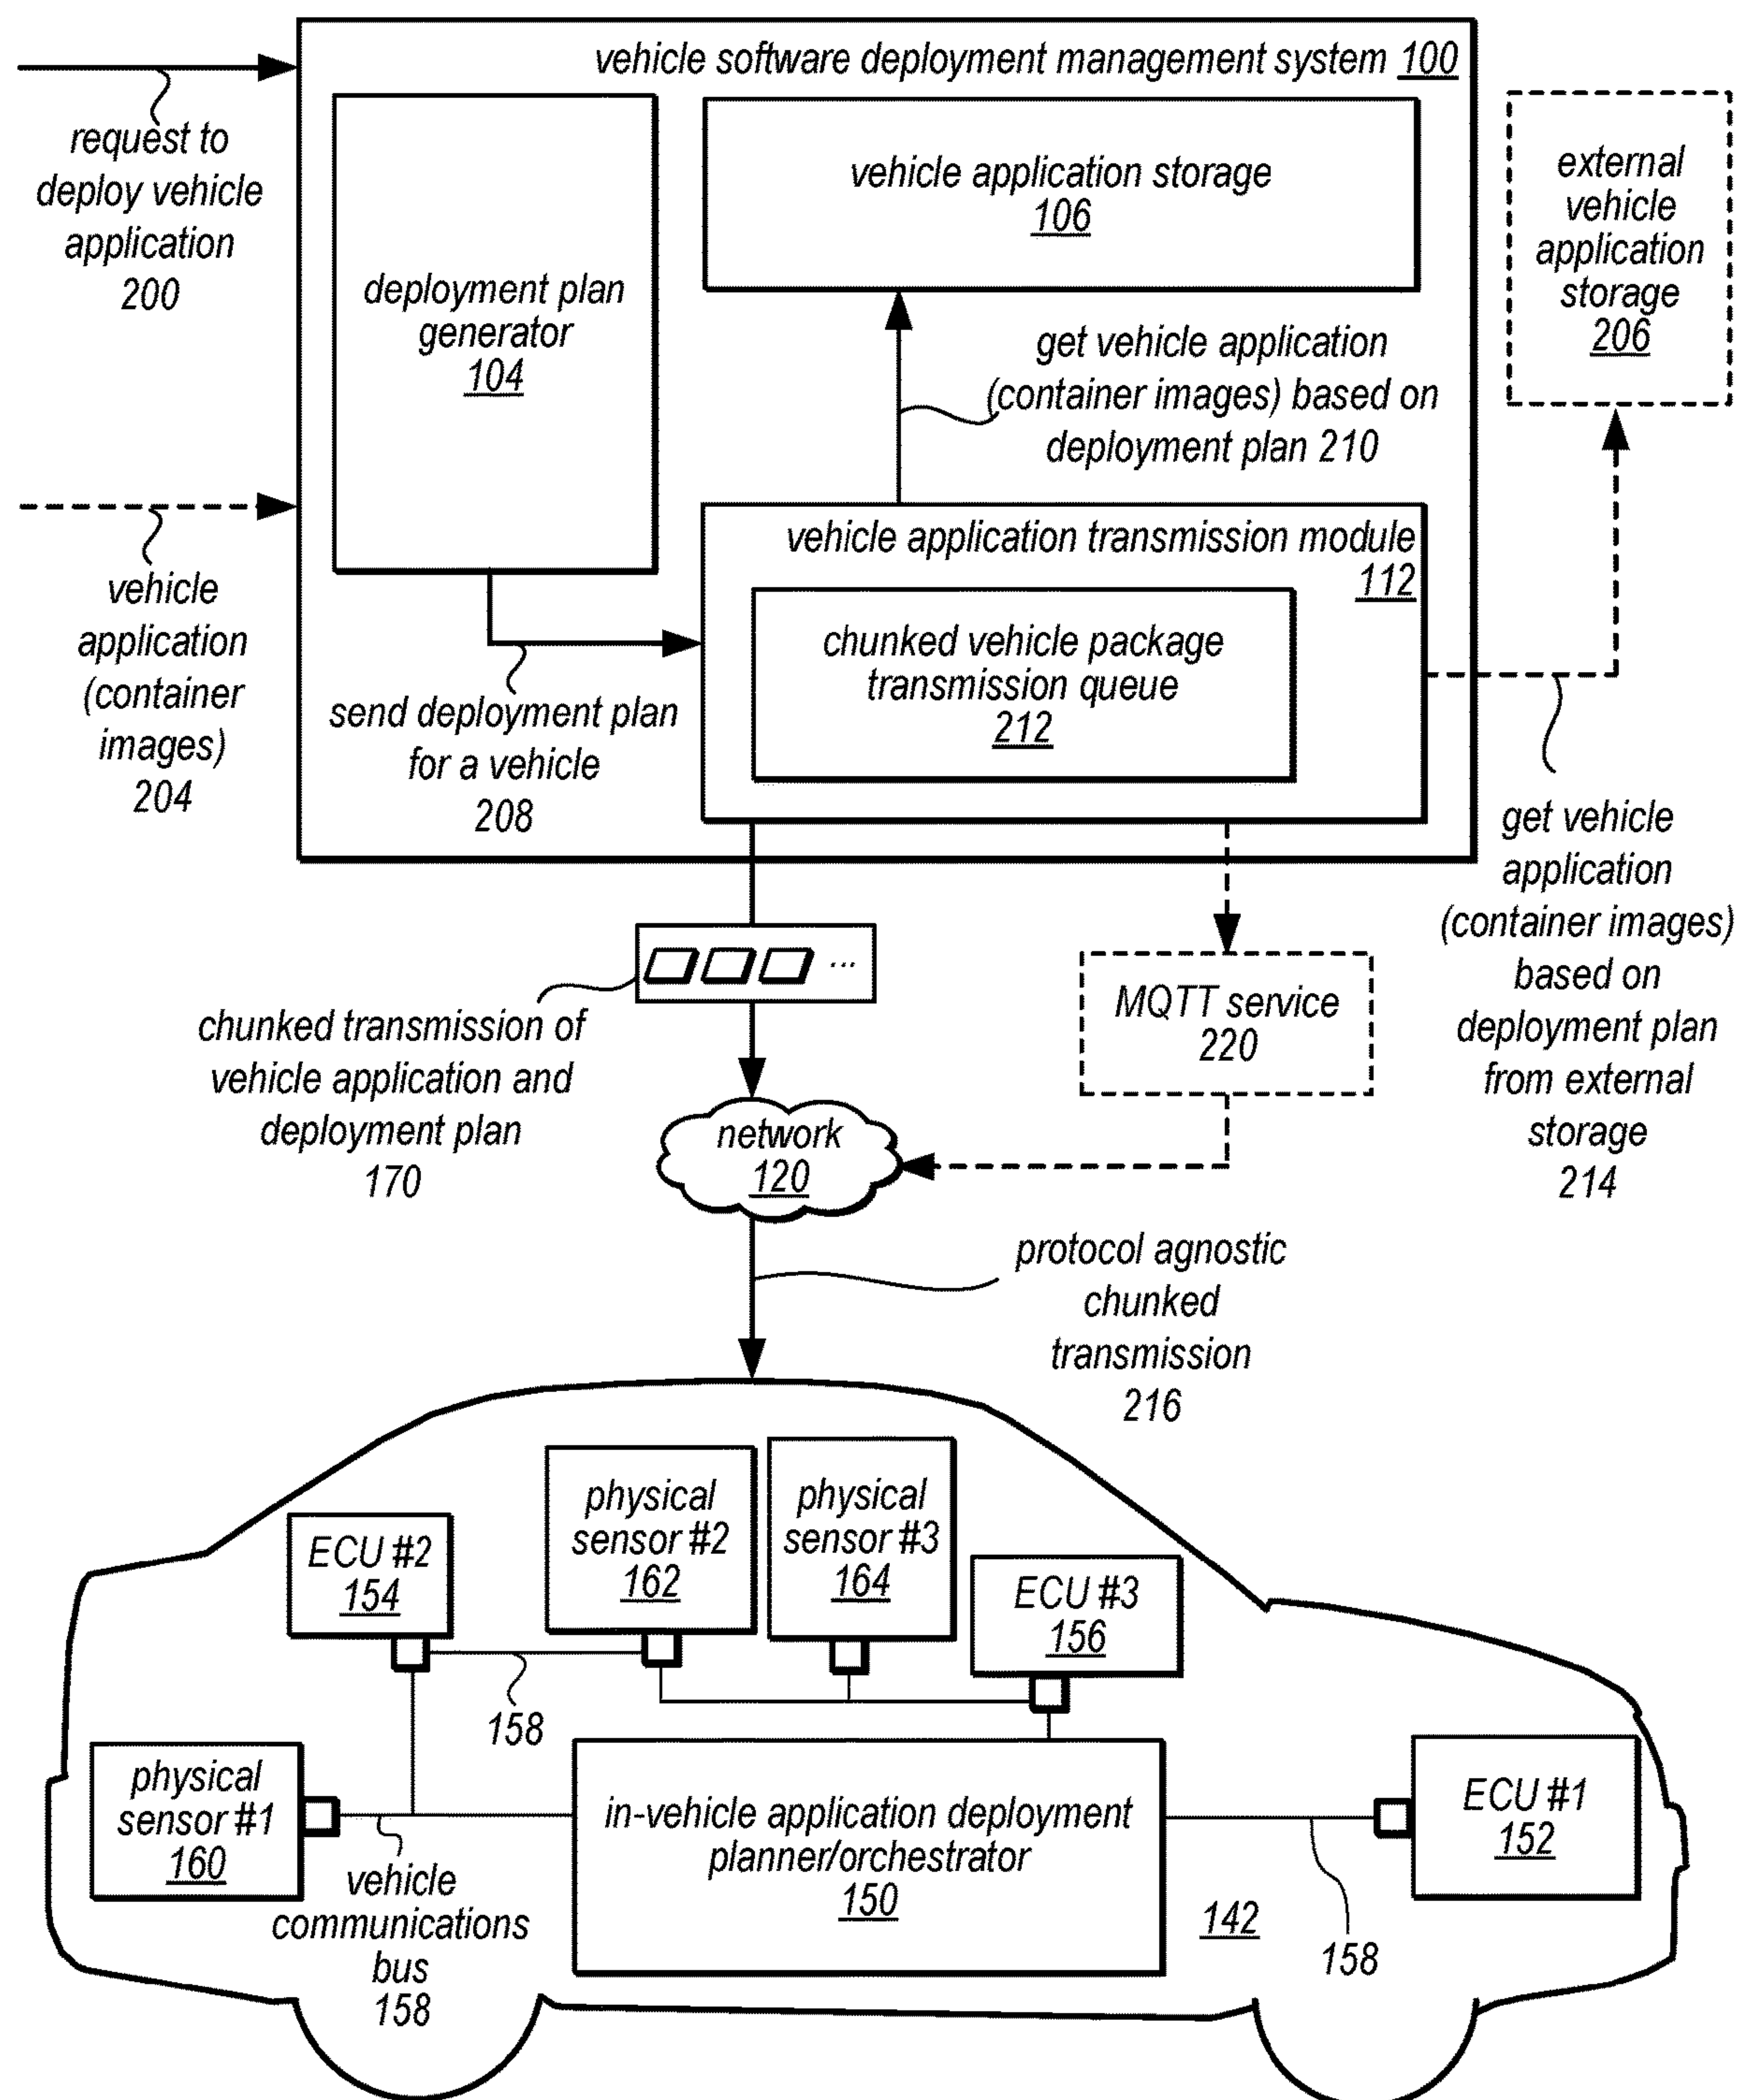 vehicle software deployment management system 100
request to
deploy vehicle
application
200
deployment plan
generator
104
vehicle application storage
106
external
vehicle
application
storage
206
get vehicle application
(container images) based on
deployment plan 210
vehicle
application
(container
images)
204
send deployment plan
for a vehicle
208
vehicle application transmission module
112
chunked vehicle package
transmission queue
212
get vehicle
application
(container images)
based on
deployment plan
from external
storage
214
chunked transmission of
vehicle application and
deployment plan
170
...
MQTT service
220
network
120
protocol agnostic
chunked
transmission
216
ECU #2
154
physical
sensor #2
162
physical
sensor #3
164
ECU #3
156
158
physical
sensor #1
160
vehicle
communications
bus
158
in-vehicle application deployment
planner/orchestrator
150
142
158
ECU #1
152